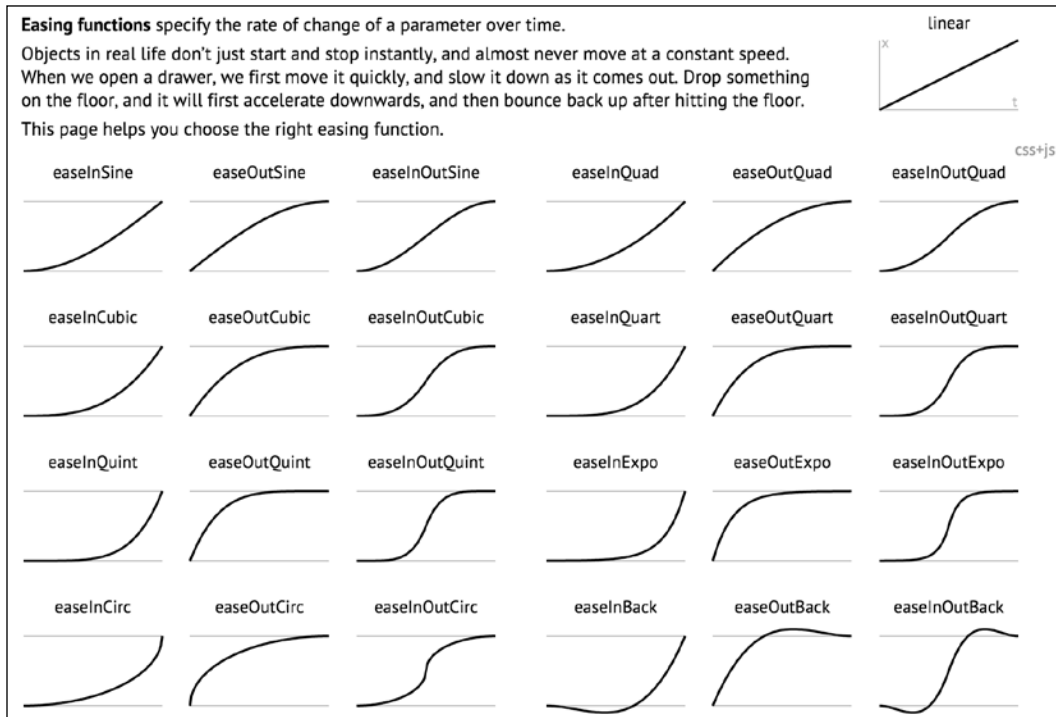 Easing functions specify the rate of change of a parameter over time.
Objects in real life don’t just start and stop instantly, and almost never move at a constant speed.
When we open a drawer, we first move it quickly, and slow it down as it comes out. Drop something
on the floor, and it will first accelerate downwards, and then bounce back up after hitting the floor.
This page helps you choose the right easing function.
linear
x
t
css+js
easeInSine easeOutSine easeInOutSine easeInQuad easeOutQuad easeInOutQuad
easeInCubic easeOutCubic easeInOutCubic easeInQuart easeOutQuart easeInOutQuart
easeInQuint easeOutQuint easeInOutQuint easeInExpo easeOutExpo easeInOutExpo
easeInCirc easeOutCirc easeInOutCirc easeInBack easeOutBack easeInOutBack